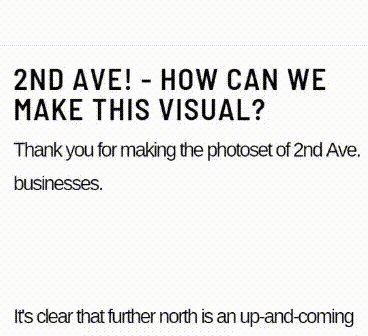 2ND AVE! - HOW CAN WE
MAKE THIS VISUAL?
Thank you for making the photoset of 2nd Ave.
businesses.
It's clear that further north is an up-and-coming